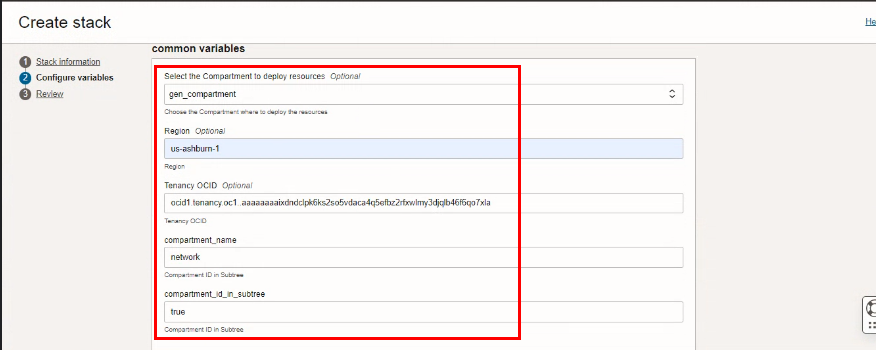 Create stack
He
1 Stack information
2 Configure variables
3 Review
common variables
Select the Compartment to deploy resources Optional
gen_compartment
Choose the Compartment where to deploy the resources
Region Optional
us-ashburn-1
Region
Tenancy OCID Optional
ocid1.tenancy.oc1..aaaaaaaaixdndclpk6ks2so5vdaca4q5efbz2rfxwlmy3djqlb46f6qo7xla
Tenancy OCID
compartment_name
network
Compartment ID in Subtree
compartment_id_in_subtree
true
Compartment ID in Subtree